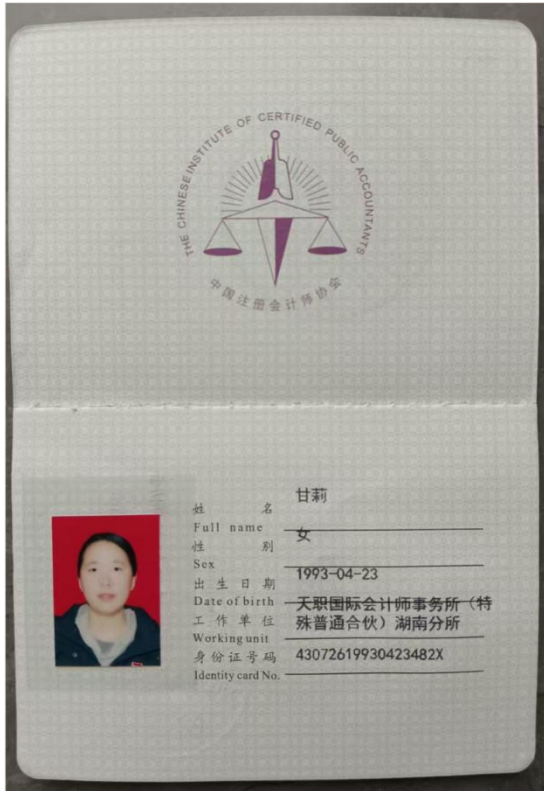 THE CHINESE INSTITUTE OF CERTIFIED PUBLIC ACCOUNTANTS
中国注册会计师协会
姓 名 甘莉
Full name
性 别 女
Sex
出生日期 1993-04-23
Date of birth
工作单位 天职国际会计师事务所（特
殊普通合伙）湖南分所
Working unit
身份证号码 43072619930423482X
Identity card No.